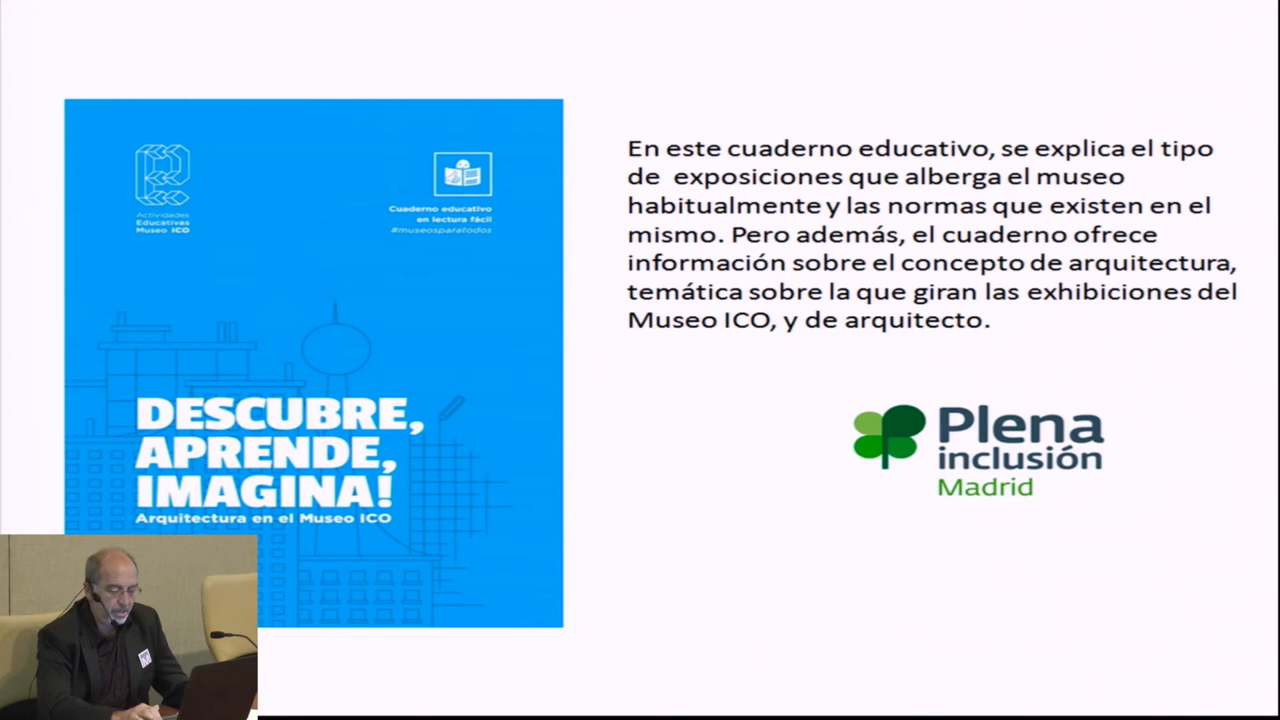 Actividades
Educativas
Museo ICO
Cuaderno educativo
en lectura fácil
#museosparatodos
DESCUBRE,
APRENDE,
IMAGINA!
Arquitectura en el Museo ICO
En este cuaderno educativo, se explica el tipo
de exposiciones que alberga el museo
habitualmente y las normas que existen en el
mismo. Pero además, el cuaderno ofrece
información sobre el concepto de arquitectura,
temática sobre la que giran las exhibiciones del
Museo ICO, y de arquitecto.
Plena
inclusión
Madrid